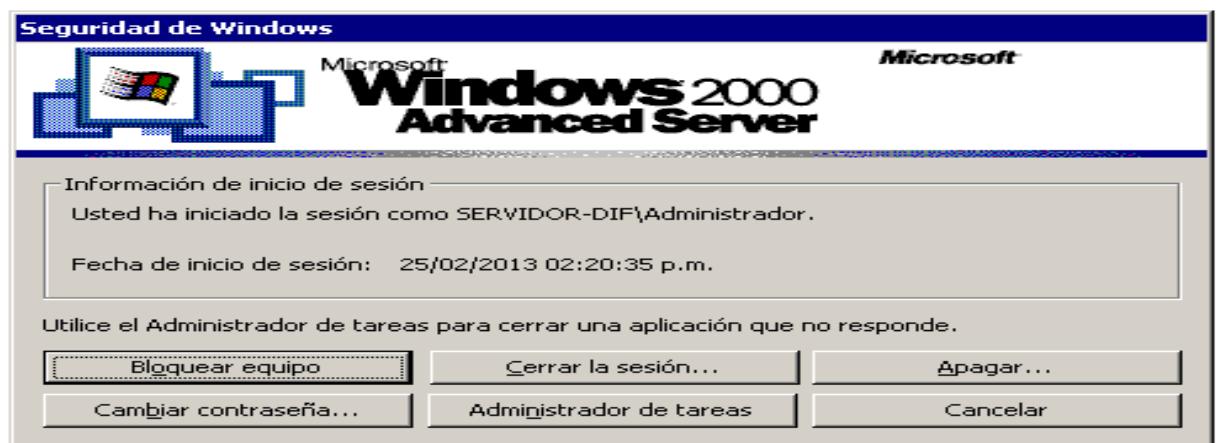 Seguridad de Windows
Microsoft
Microsoft
Windows 2000
Advanced Server
Información de inicio de sesión
Usted ha iniciado la sesión como SERVIDOR-DIF\Administrador.
Fecha de inicio de sesión: 25/02/2013 02:20:35 p.m.
Utilice el Administrador de tareas para cerrar una aplicación que no responde.
Bloquear equipo Cerrar la sesión... Apagar...
Cambiar contraseña... Administrador de tareas Cancelar